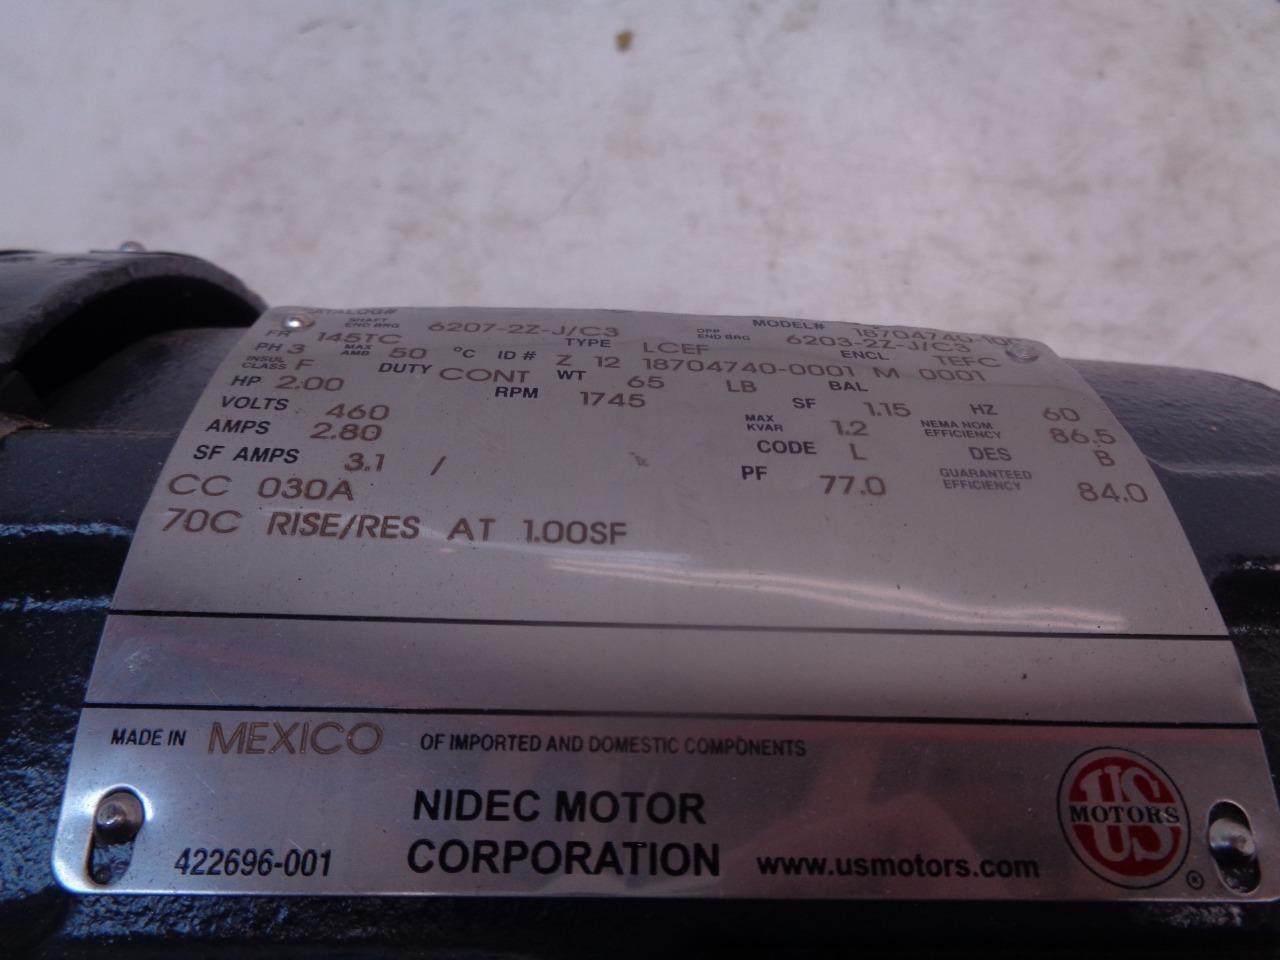 CATALOG# MODEL# 18704740-100
SHAFT END BRG 6207-2Z-J/C3 OPP END BRG 6203-2Z-J/C3
FR 145TC TYPE LCEF ENCL TEFC
PH 3 MAX AMB 50 °C ID # Z 12 18704740-0001 M 0001
INSUL CLASS F DUTY CONT WT 65 LB BAL
HP 2.00 RPM 1745 SF 1.15 HZ 60
VOLTS 460 MAX KVAR 1.2 NEMA NOM EFFICIENCY 86.5
AMPS 2.80 CODE L DES B
SF AMPS 3.1 / PF 77.0 GUARANTEED EFFICIENCY 84.0
CC 030A
70C RISE/RES AT 1.00SF
MADE IN MEXICO OF IMPORTED AND DOMESTIC COMPONENTS
NIDEC MOTOR
CORPORATION
422696-001 www.usmotors.com
US MOTORS ®